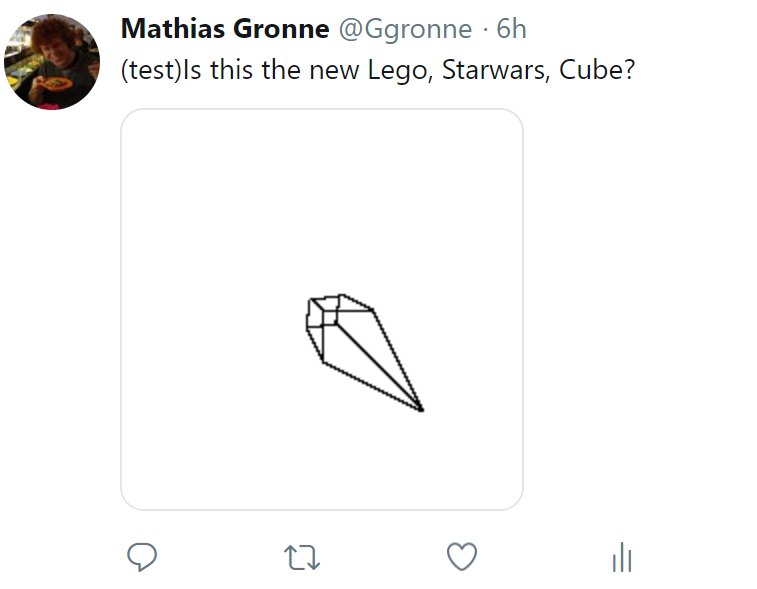 Mathias Gronne @Ggronne · 6h
(test)Is this the new Lego, Starwars, Cube?